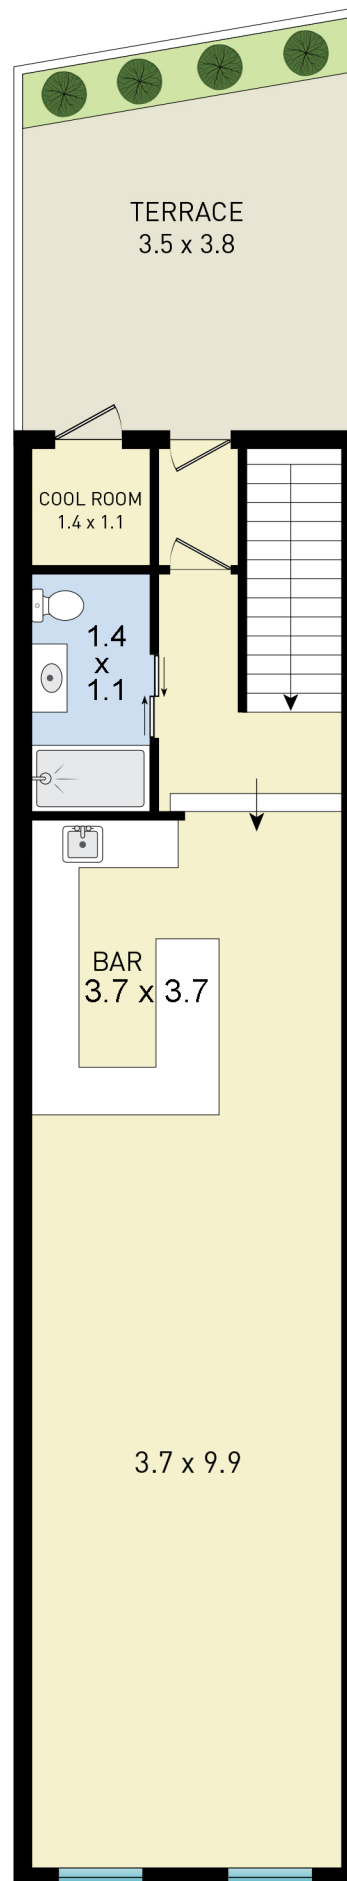 TERRACE
3.5 x 3.8
COOL ROOM
1.4 x 1.1
1.4
x
1.1
BAR
3.7 x 3.7
3.7 x 9.9